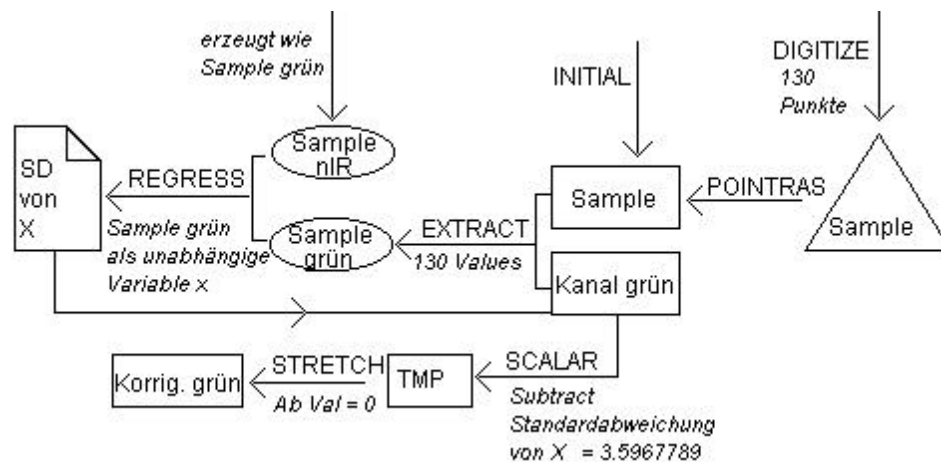 erzeugt wie
Sample grün
INITIAL
DIGITIZE
130
Punkte
SD
von
X
REGRESS
Sample grün
als unabhängige
Variable x
Sample
nIR
Sample
grün
EXTRACT
130 Values
Sample
Kanal grün
POINTRAS
Sample
Korrig. grün
STRETCH
Ab Val = 0
TMP
SCALAR
Subtract
Standardabweichung
von X = 3.5967789